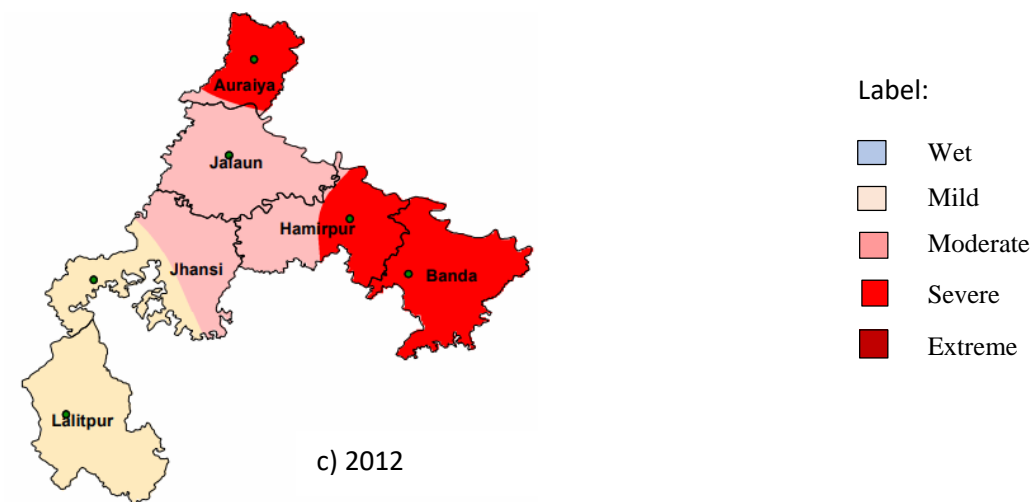 Auraiya
Jalaun
Hamirpur
Jhansi
Banda
Lalitpur
c) 2012
Label:
Wet
Mild
Moderate
Severe
Extreme